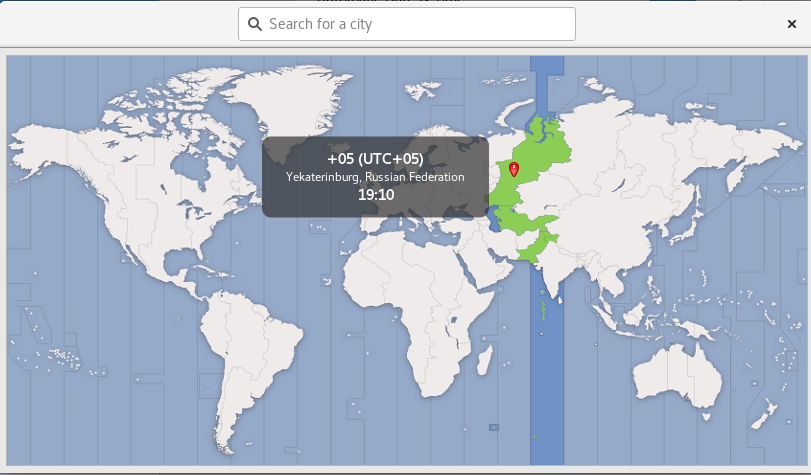 Search for a city
+05 (UTC+05)
Yekaterinburg, Russian Federation
19:10